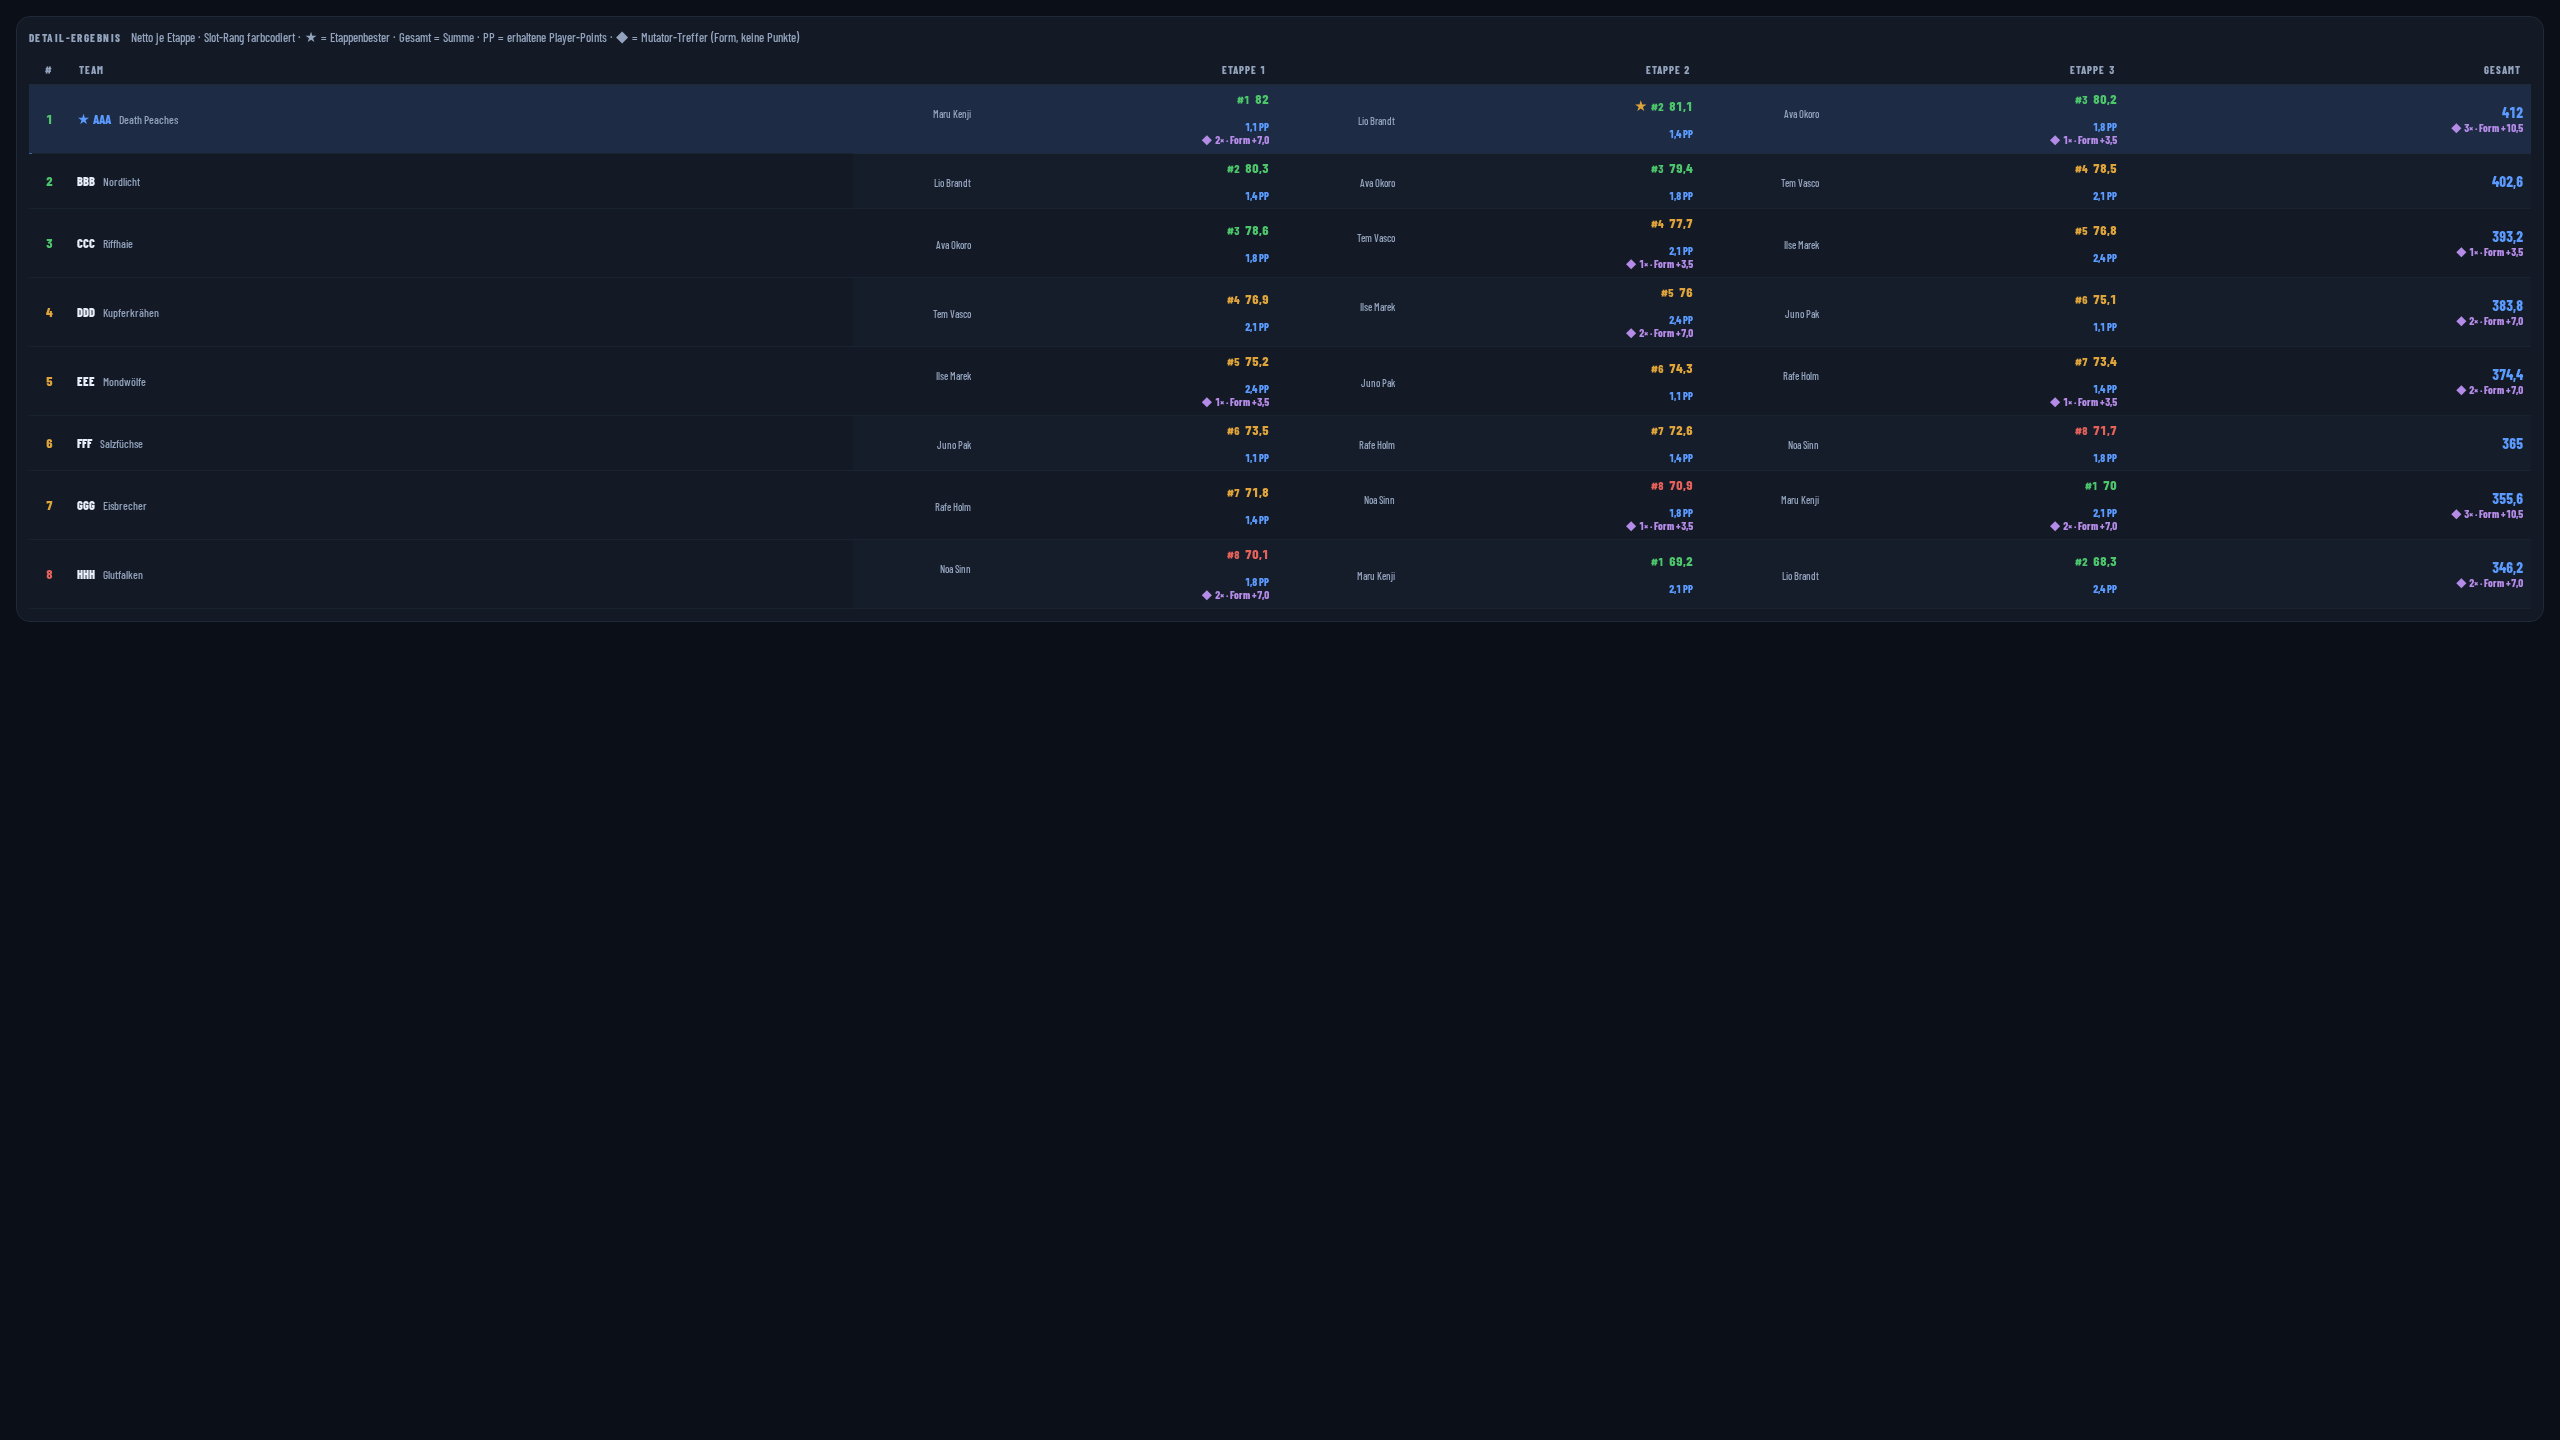 DETAIL-ERGEBNIS Netto je Etappe · Slot-Rang farbcodiert · ★ = Etappenbester · Gesamt = Summe · PP = erhaltene Player-Points · ◆ = Mutator-Treffer (Form, keine Punkte)
# TEAM ETAPPE 1 ETAPPE 2 ETAPPE 3 GESAMT
1 ★ AAA Death Peaches Maru Kenji #1 82 1,1 PP ◆ 2× · Form +7,0 Lio Brandt ★ #2 81,1 1,4 PP Ava Okoro #3 80,2 1,8 PP ◆ 1× · Form +3,5 412 ◆ 3× · Form +10,5
2 BBB Nordlicht Lio Brandt #2 80,3 1,4 PP Ava Okoro #3 79,4 1,8 PP Tem Vasco #4 78,5 2,1 PP 402,6
3 CCC Riffhaie Ava Okoro #3 78,6 1,8 PP Tem Vasco #4 77,7 2,1 PP ◆ 1× · Form +3,5 Ilse Marek #5 76,8 2,4 PP 393,2 ◆ 1× · Form +3,5
4 DDD Kupferkrähen Tem Vasco #4 76,9 2,1 PP Ilse Marek #5 76 2,4 PP ◆ 2× · Form +7,0 Juno Pak #6 75,1 1,1 PP 383,8 ◆ 2× · Form +7,0
5 EEE Mondwölfe Ilse Marek #5 75,2 2,4 PP ◆ 1× · Form +3,5 Juno Pak #6 74,3 1,1 PP Rafe Holm #7 73,4 1,4 PP ◆ 1× · Form +3,5 374,4 ◆ 2× · Form +7,0
6 FFF Salzfüchse Juno Pak #6 73,5 1,1 PP Rafe Holm #7 72,6 1,4 PP Noa Sinn #8 71,7 1,8 PP 365
7 GGG Eisbrecher Rafe Holm #7 71,8 1,4 PP Noa Sinn #8 70,9 1,8 PP ◆ 1× · Form +3,5 Maru Kenji #1 70 2,1 PP ◆ 2× · Form +7,0 355,6 ◆ 3× · Form +10,5
8 HHH Glutfalken Noa Sinn #8 70,1 1,8 PP ◆ 2× · Form +7,0 Maru Kenji #1 69,2 2,1 PP Lio Brandt #2 68,3 2,4 PP 346,2 ◆ 2× · Form +7,0